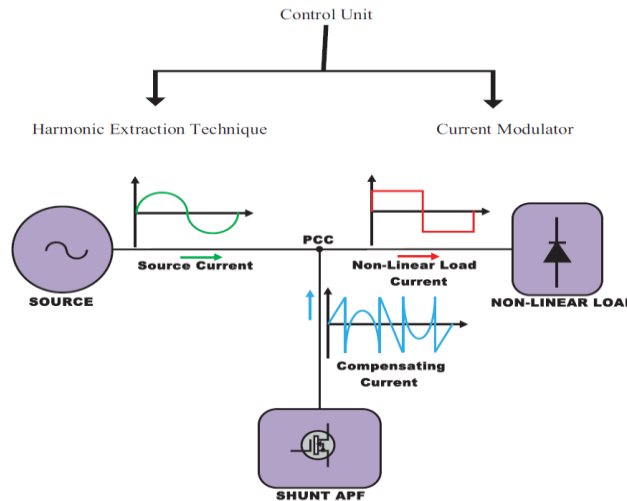 Control Unit
Harmonic Extraction Technique
Current Modulator
PCC
Source Current
Non-Linear Load
Current
SOURCE
NON-LINEAR LOA
Compensating
Current
SHUNT APF